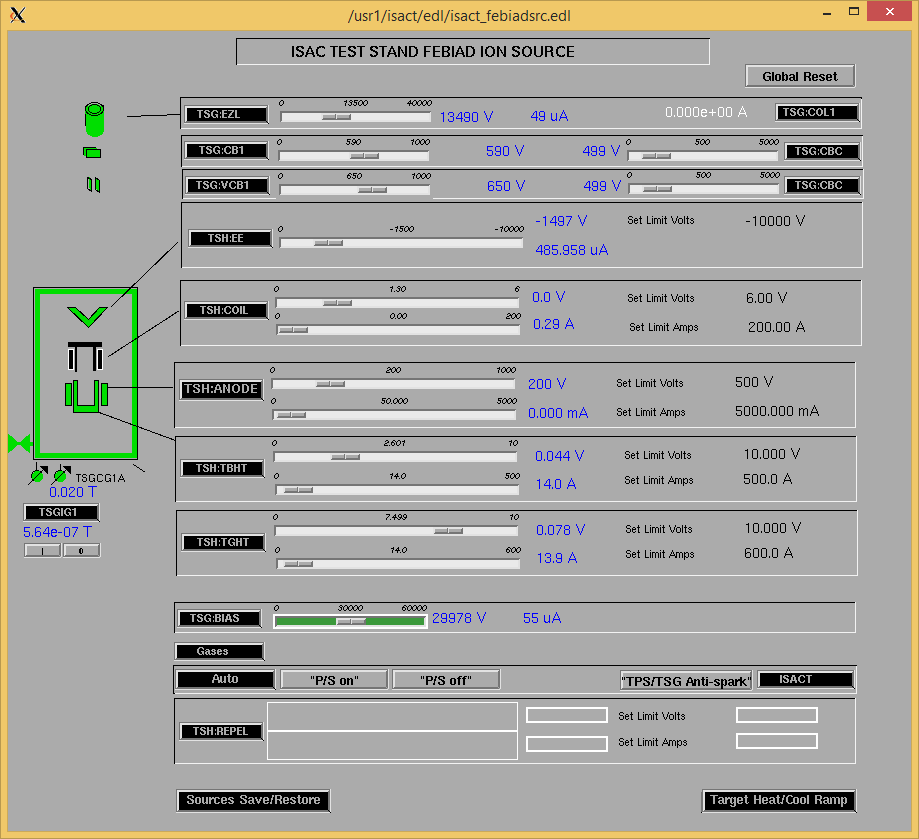 /usr1/isact/edl/isact_febiadsrc.edl
ISAC TEST STAND FEBIAD ION SOURCE
Global Reset
0 13500 40000
TSG:EZL 13490 V 49 uA 0.000e+00 A TSG:COL1
0 590 1000 0 500 5000
TSG:CB1 590 V 499 V TSG:CBC
0 650 1000 0 500 5000
TSG:VCB1 650 V 499 V TSG:CBC
-1497 V Set Limit Volts -10000 V
0 -1500 -10000
TSH:EE
485.958 uA
0 1.30 6
0.0 V Set Limit Volts 6.00 V
TSH:COIL
0 0.00 200
0.29 A Set Limit Amps 200.00 A
0 200 1000
200 V Set Limit Volts 500 V
TSH:ANODE
0 50.000 5000
0.000 mA Set Limit Amps 5000.000 mA
0 2.601 10
0.044 V Set Limit Volts 10.000 V
TSH:TBHT
0 14.0 500
14.0 A Set Limit Amps 500.0 A
TSGCG1A
0.020 T
TSGIG1
5.64e-07 T
I 0
0 7.499 10
0.078 V Set Limit Volts 10.000 V
TSH:TGHT
0 14.0 600
13.9 A Set Limit Amps 600.0 A
0 30000 60000
TSG:BIAS 29978 V 55 uA
Gases
Auto "P/S on" "P/S off" "TPS/TSG Anti-spark" ISACT
Set Limit Volts
TSH:REPEL
Set Limit Amps
Sources Save/Restore Target Heat/Cool Ramp